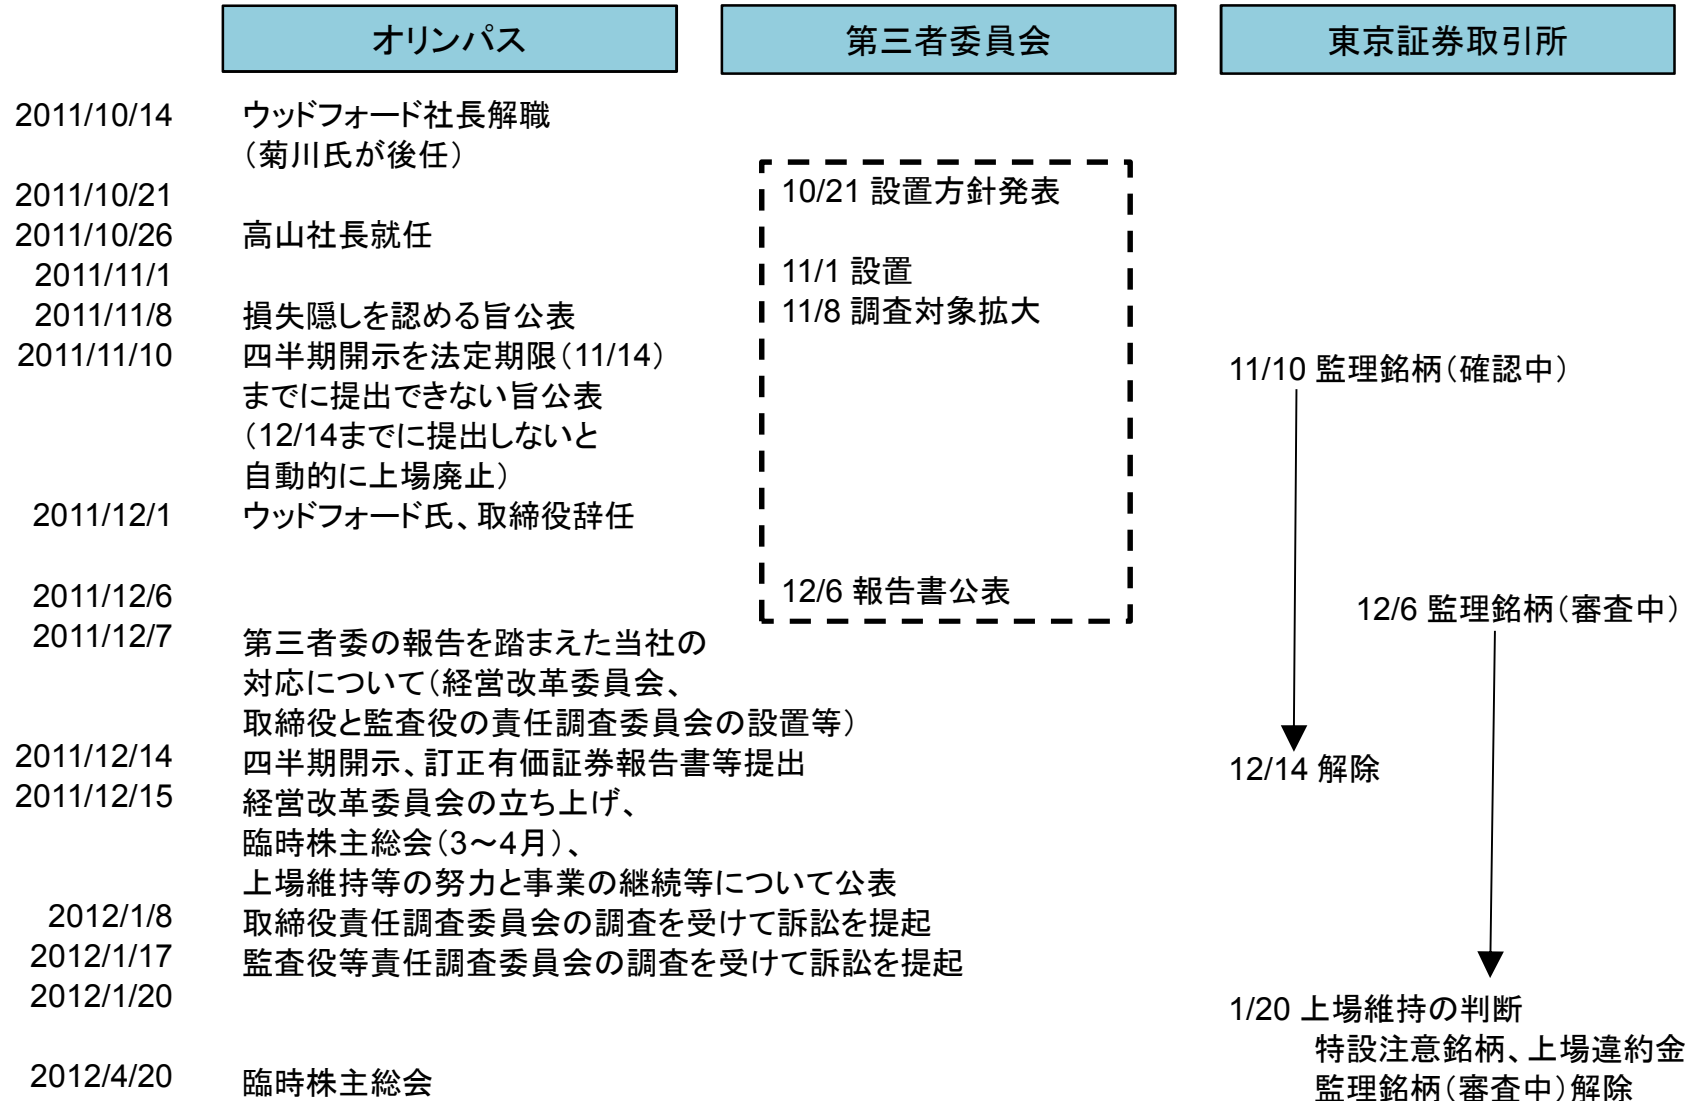 オリンパス
第三者委員会
東京証券取引所
2011/10/14 ウッドフォード社長解職
（菊川氏が後任）
2011/10/21 10/21 設置方針発表
2011/10/26 高山社長就任
2011/11/1 11/1 設置
2011/11/8 損失隠しを認める旨公表 11/8 調査対象拡大
2011/11/10 四半期開示を法定期限（11/14） 11/10 監理銘柄（確認中）
までに提出できない旨公表
（12/14までに提出しないと
自動的に上場廃止）
2011/12/1 ウッドフォード氏、取締役辞任
2011/12/6 12/6 報告書公表 12/6 監理銘柄（審査中）
2011/12/7 第三者委の報告を踏まえた当社の
対応について（経営改革委員会、
取締役と監査役の責任調査委員会の設置等）
2011/12/14 四半期開示、訂正有価証券報告書等提出 12/14 解除
2011/12/15 経営改革委員会の立ち上げ、
臨時株主総会（3～4月）、
上場維持等の努力と事業の継続等について公表
2012/1/8 取締役責任調査委員会の調査を受けて訴訟を提起
2012/1/17 監査役等責任調査委員会の調査を受けて訴訟を提起
2012/1/20 1/20 上場維持の判断
特設注意銘柄、上場違約金
監理銘柄（審査中）解除
2012/4/20 臨時株主総会